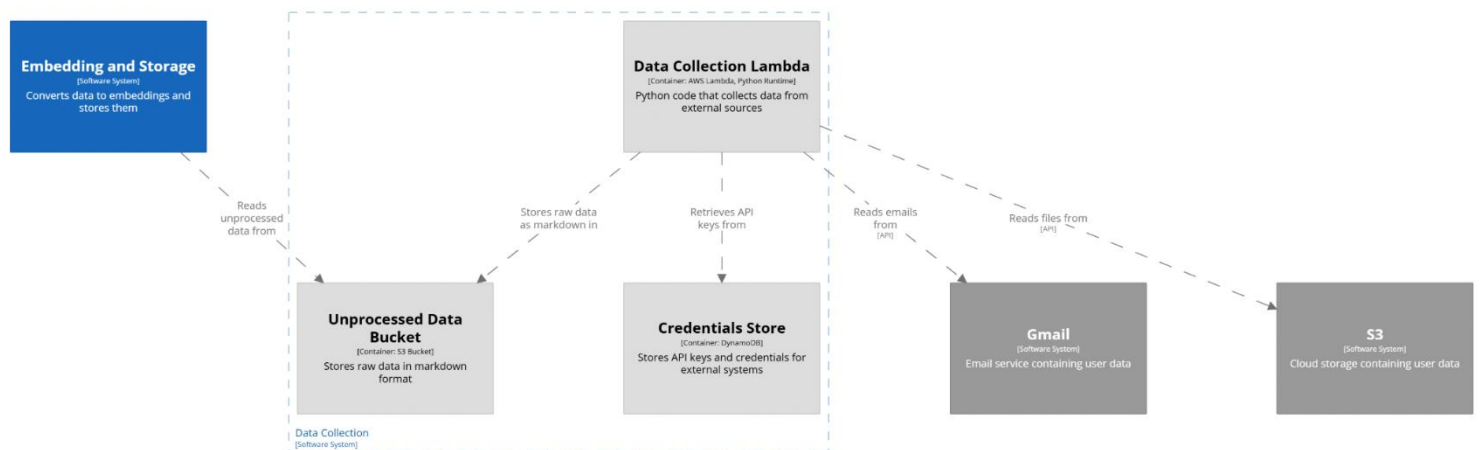 Embedding and Storage
[Software System]
Converts data to embeddings and
stores them
Data Collection Lambda
[Container: AWS Lambda, Python Runtime]
Python code that collects data from
external sources
Reads
unprocessed
data from
Stores raw data
as markdown in
Retrieves API
keys from
Reads emails
from
[API]
Reads files from
[API]
Unprocessed Data
Bucket
[Container: S3 Bucket]
Stores raw data in markdown
format
Credentials Store
[Container: DynamoDB]
Stores API keys and credentials for
external systems
Gmail
[Software System]
Email service containing user data
S3
[Software System]
Cloud storage containing user data
Data Collection
[Software System]